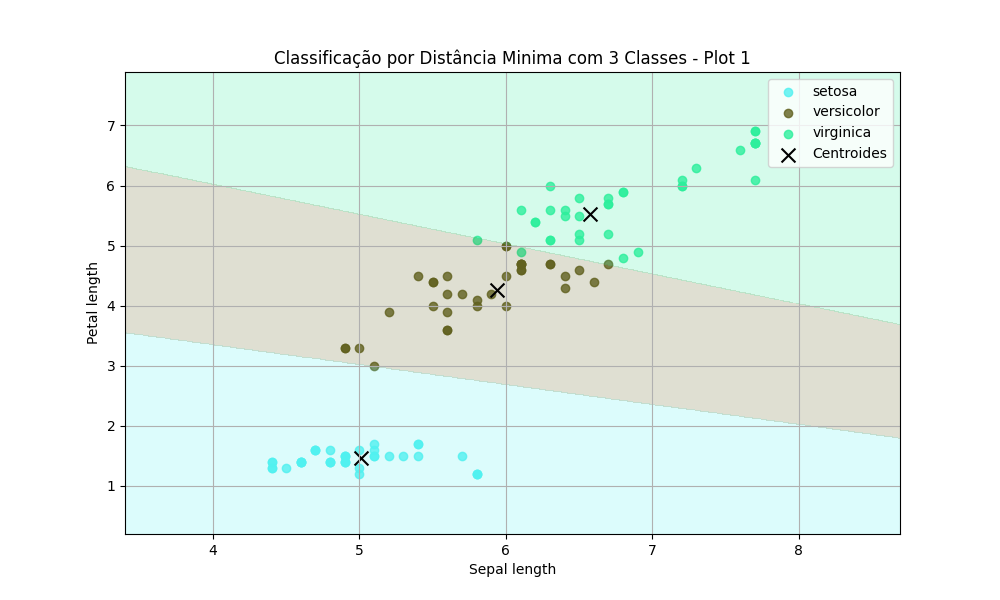 Classificação por Distância Minima com 3 Classes - Plot 1
setosa
versicolor
virginica
Centroides
Petal length
7
6
5
4
3
2
1
4
5
6
7
8
Sepal length